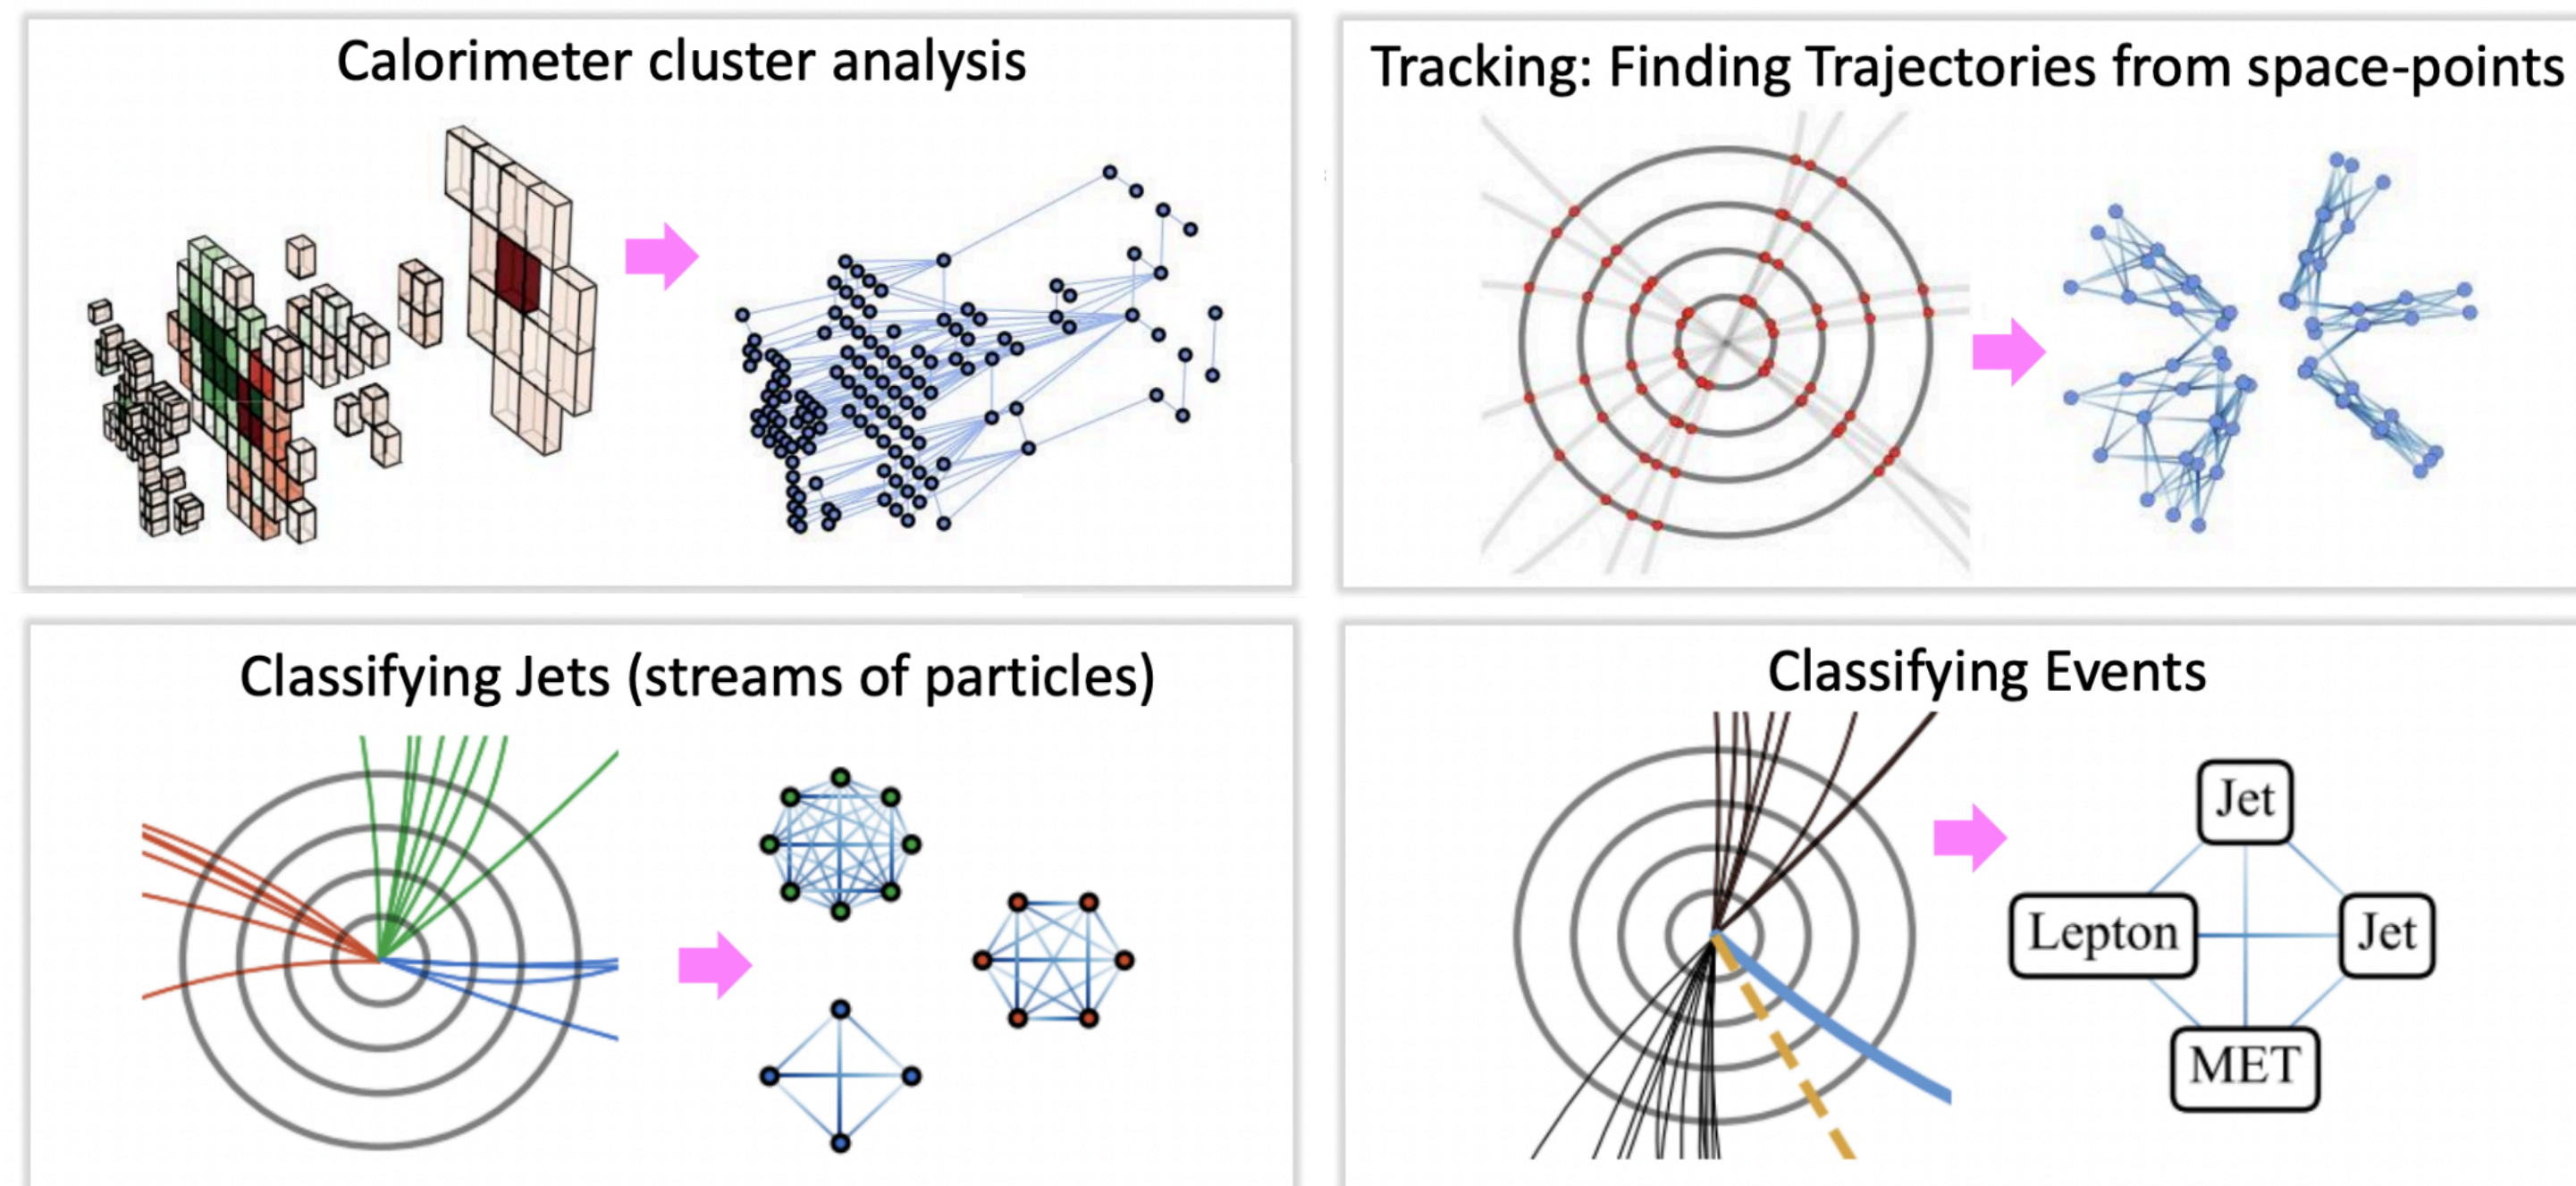 Calorimeter cluster analysis
Tracking: Finding Trajectories from space-points
Classifying Jets (streams of particles)
Classifying Events
Jet
Lepton
Jet
MET